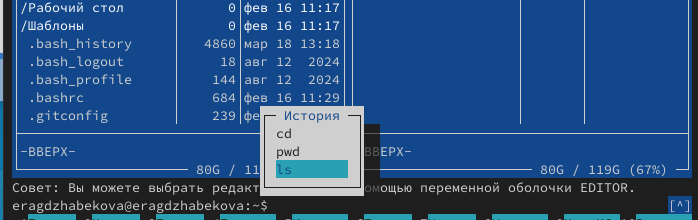 /Рабочий стол 0 фев 16 11:17
/Шаблоны 0 фев 16 11:17
.bash_history 4860 мар 18 13:18
.bash_logout 18 авг 12 2024
.bash_profile 144 авг 12 2024
.bashrc 684 фев 16 11:29
.gitconfig 239 фе
История
cd
pwd
ls
-ВВЕРХ-
ВВЕРХ-
80G / 11
80G / 119G (67%)
Совет: Вы можете выбрать редакт мощью переменной оболочки EDITOR.
eragdzhabekova@eragdzhabekova:~$ [^]